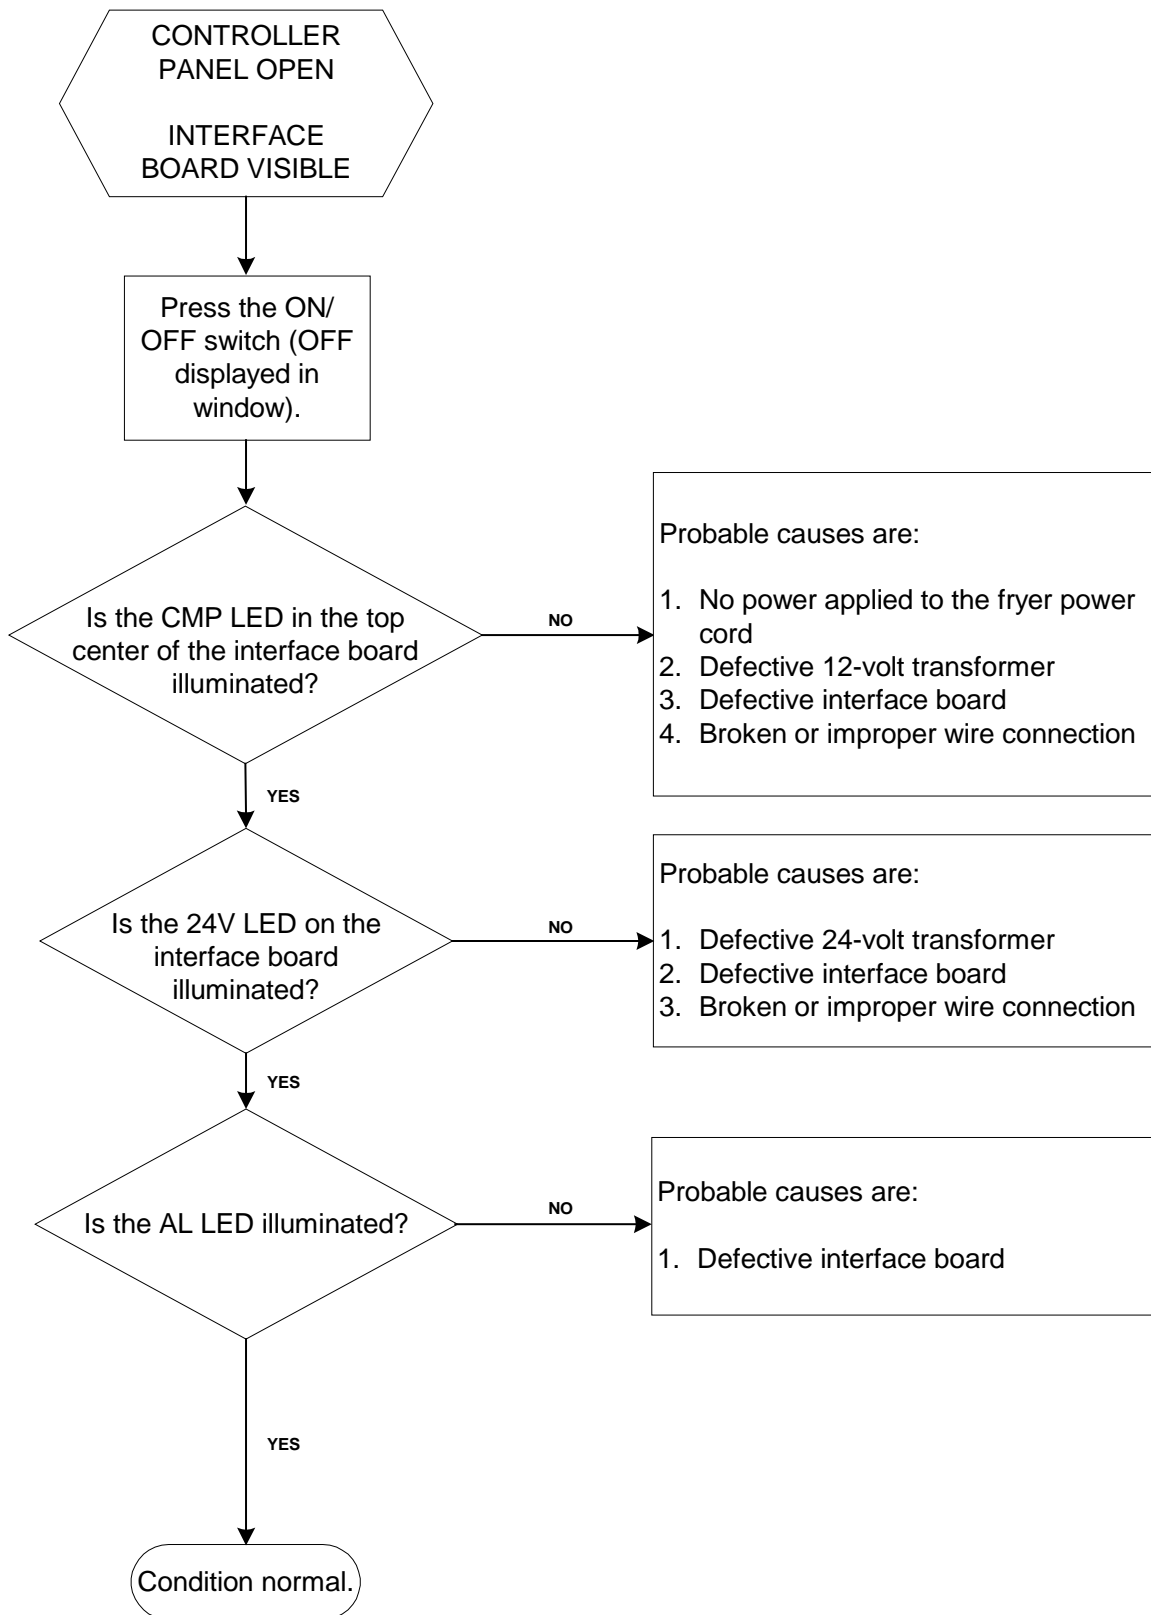 CONTROLLER
PANEL OPEN
INTERFACE
BOARD VISIBLE
Press the ON/
OFF switch (OFF
displayed in
window).
Is the CMP LED in the top
center of the interface board
illuminated?
NO
Probable causes are:
1. No power applied to the fryer power
cord
2. Defective 12-volt transformer
3. Defective interface board
4. Broken or improper wire connection
YES
Is the 24V LED on the
interface board
illuminated?
NO
Probable causes are:
1. Defective 24-volt transformer
2. Defective interface board
3. Broken or improper wire connection
YES
Is the AL LED illuminated?
NO
Probable causes are:
1. Defective interface board
YES
Condition normal.